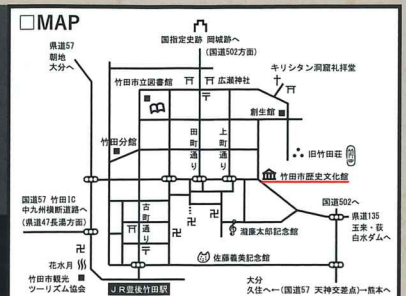 □MAP
国指定史跡 岡城跡へ
(国道502方面)
県道57
朝地
大分へ
竹田市立図書館
広瀬神社
キリシタン洞窟礼拝堂
創生館
竹田分館
田町通り
上町通り
旧竹田荘
竹田市歴史文化館
国道57 竹田IC
中九州横断道路へ
(県道47長湯方面)
古町通り
国道502へ
県道135
玉来・荻
白水ダムへ
瀧廉太郎記念館
佐藤義美記念館
花水月
竹田市観光
ツーリズム協会
JR豊後竹田駅
大分
久住へ←(国道57 天神交差点)→熊本へ